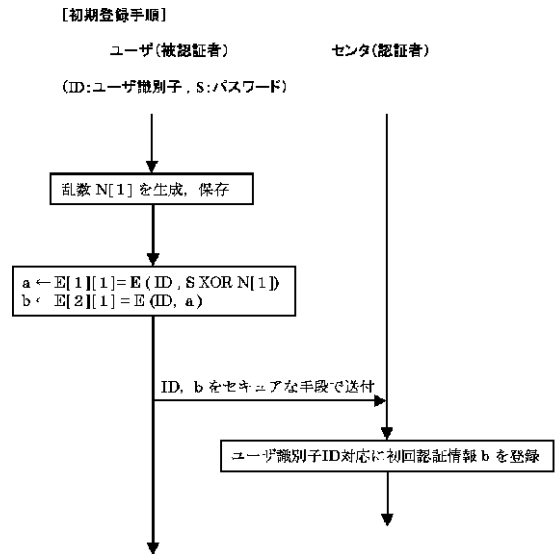 [初期登録手順]
ユーザ(被認証者)
センタ(認証者)
(ID:ユーザ識別子 , S:パスワード)
乱数 N[1] を生成, 保存
a ← E[1][1]= E ( ID , S XOR N[1])
b ← E[2][1] = E (ID, a)
ID, b をセキュアな手段で送付
ユーザ識別子ID対応に初回認証情報 b を登録